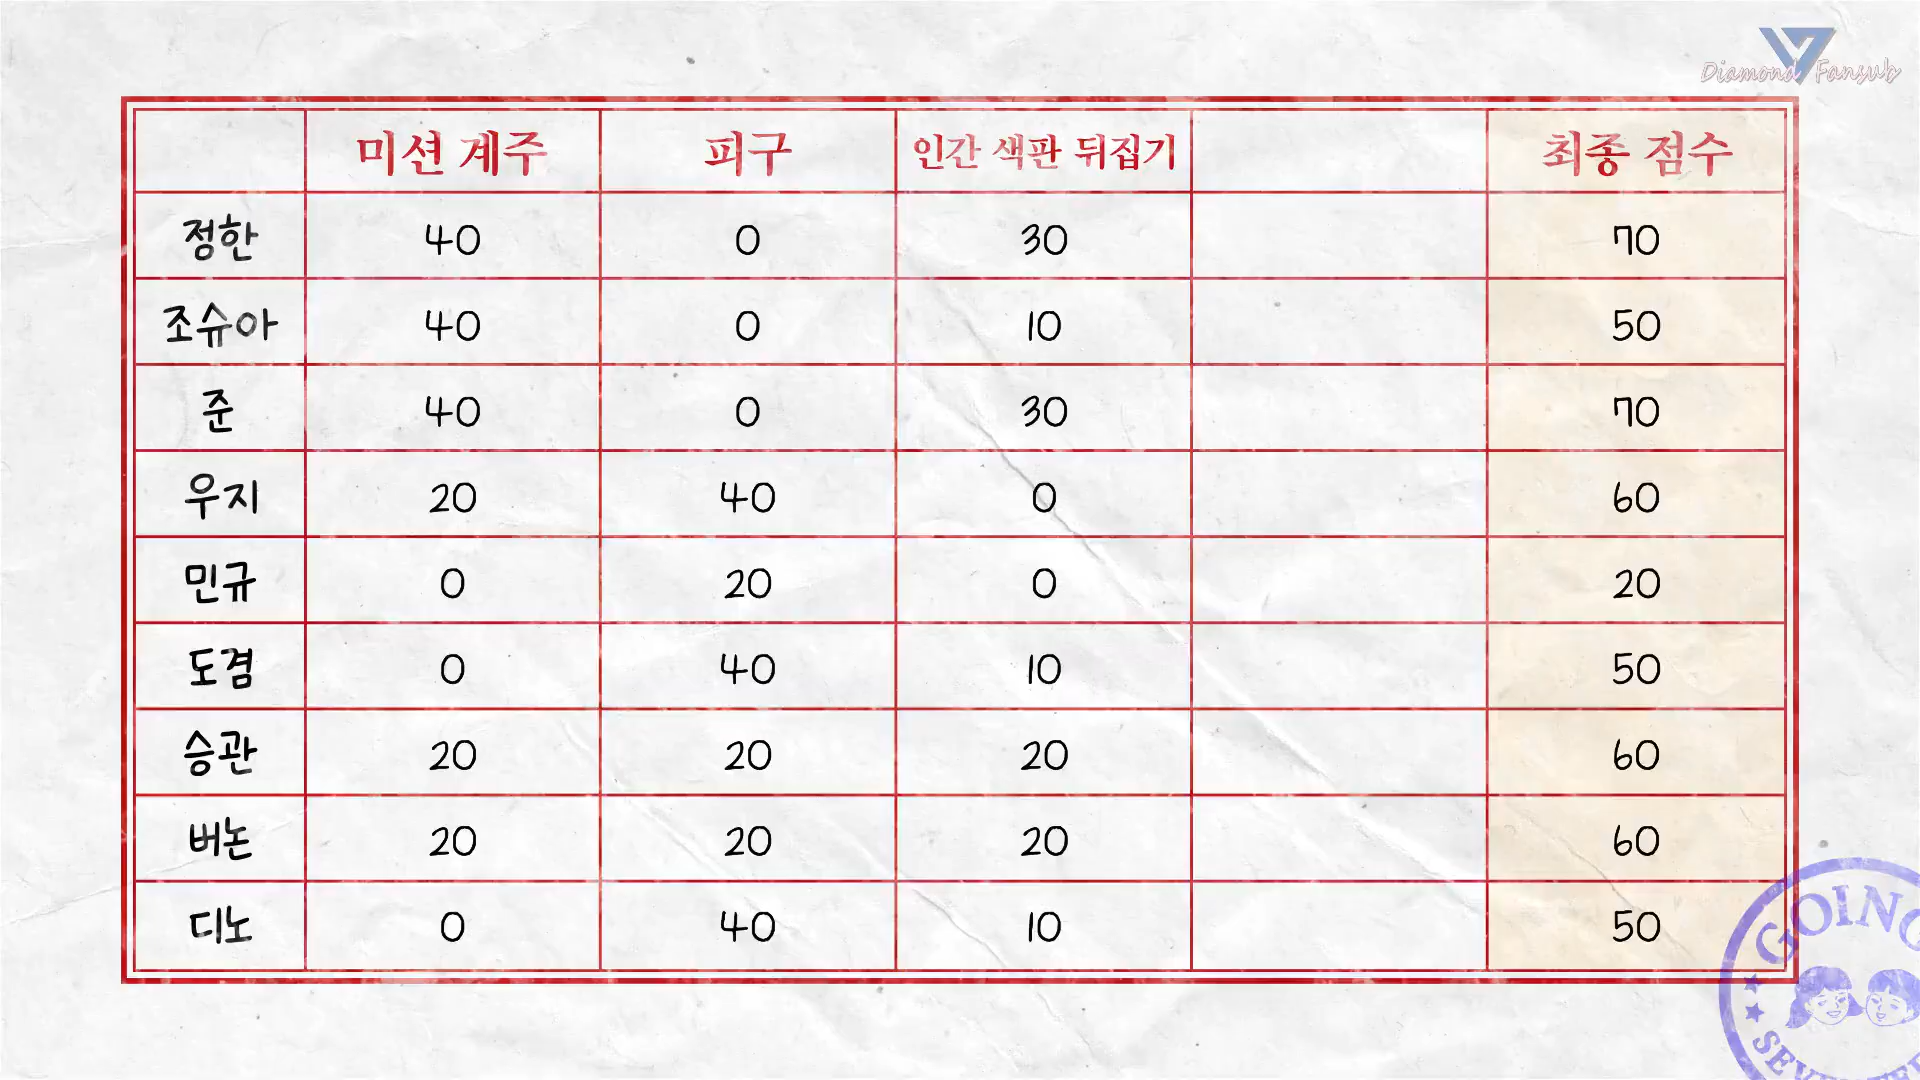 Diamond Fansub
미션 계주 피구 인간 색판 뒤집기 최종 점수
정한 40 0 30 70
조슈아 40 0 10 50
준 40 0 30 70
우지 20 40 0 60
민규 0 20 0 20
도겸 0 40 10 50
승관 20 20 20 60
버논 20 20 20 60
디노 0 40 10 50
GOING